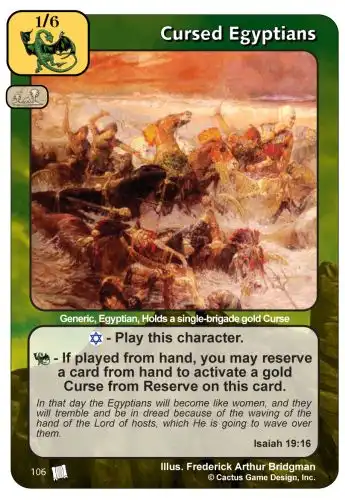 1/6
Cursed Egyptians
Generic, Egyptian, Holds a single-brigade gold Curse
- Play this character.
- If played from hand, you may reserve
a card from hand to activate a gold
Curse from Reserve on this card.
In that day the Egyptians will become like women, and they
will tremble and be in dread because of the waving of the
hand of the Lord of hosts, which He is going to wave over
them.
Isaiah 19:16
106
Illus. Frederick Arthur Bridgman
© Cactus Game Design, Inc.